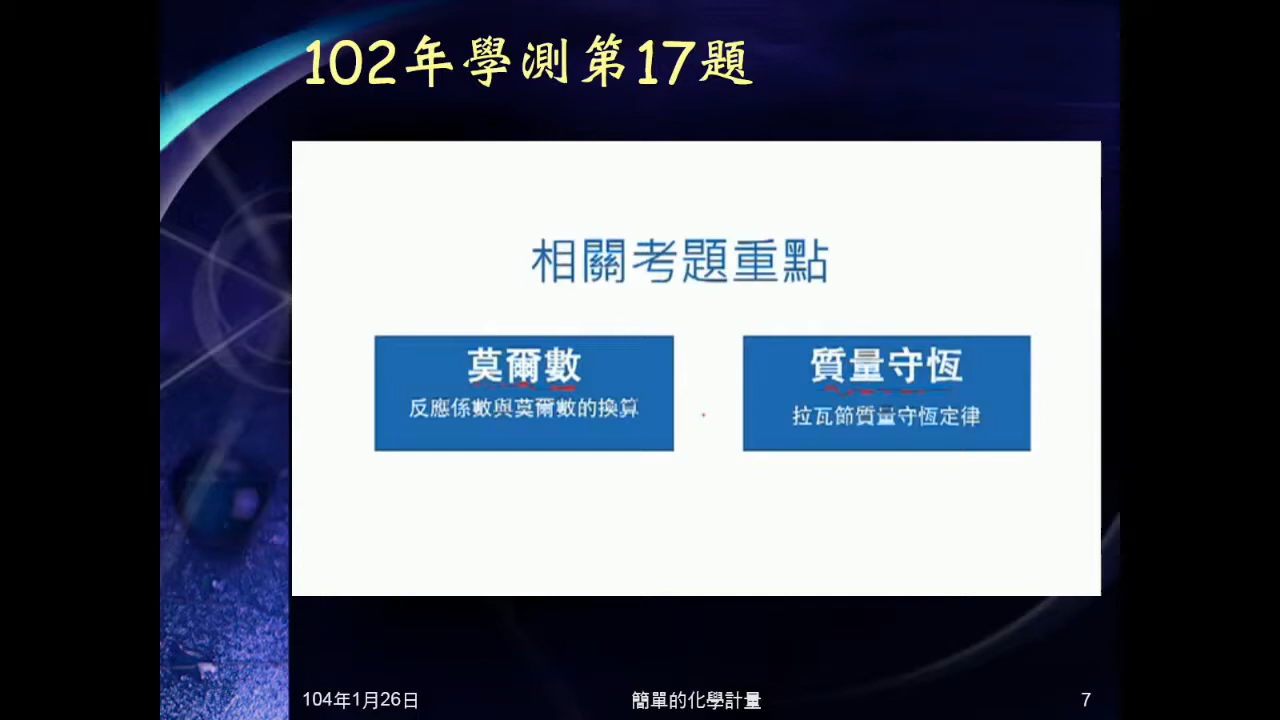 102年學測第17題
相關考題重點
莫爾數
反應係數與莫爾數的換算
質量守恆
拉瓦節質量守恆定律
104年1月26日
簡單的化學計量
7